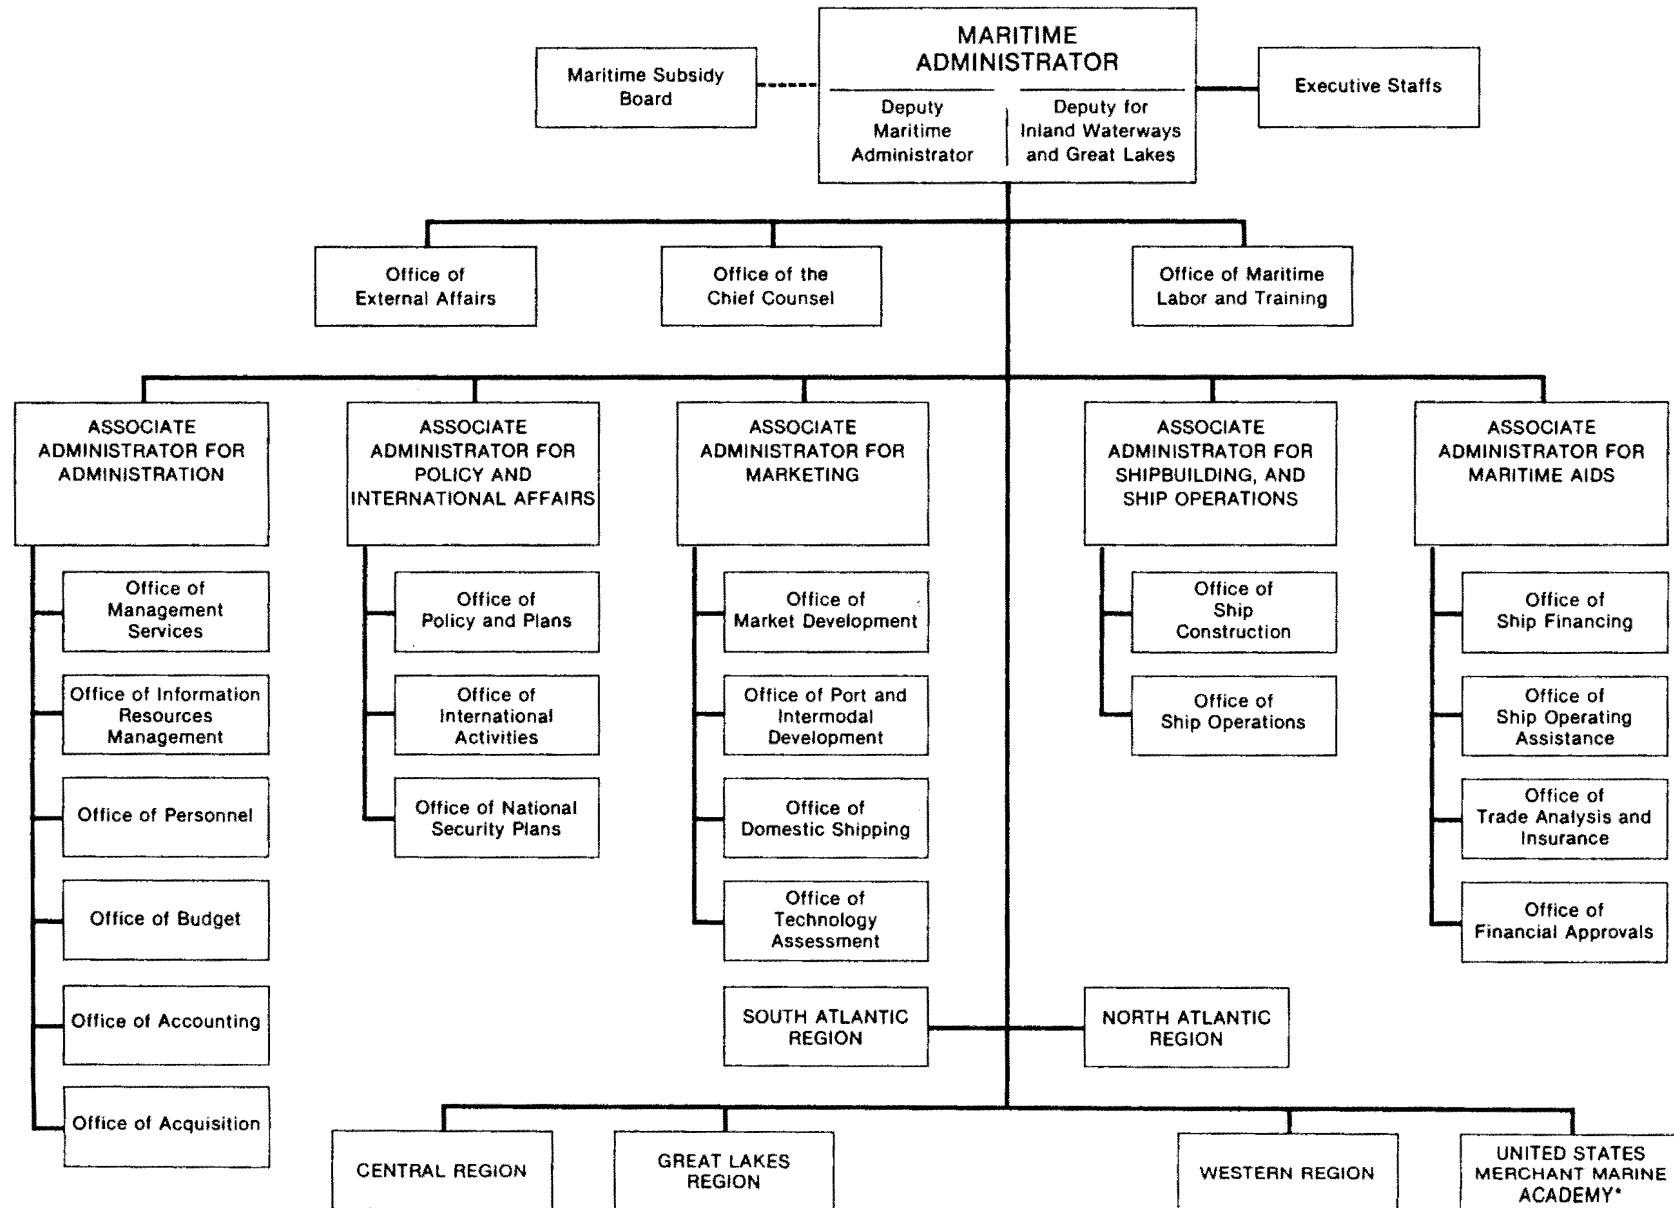 MARITIME
ADMINISTRATOR
Maritime Subsidy
Board
Executive Staffs
Deputy
Maritime
Administrator
Deputy for
Inland Waterways
and Great Lakes
Office of
External Affairs
Office of the
Chief Counsel
Office of Maritime
Labor and Training
ASSOCIATE
ADMINISTRATOR FOR
ADMINISTRATION
ASSOCIATE
ADMINISTRATOR FOR
POLICY AND
INTERNATIONAL AFFAIRS
ASSOCIATE
ADMINISTRATOR FOR
MARKETING
ASSOCIATE
ADMINISTRATOR FOR
SHIPBUILDING, AND
SHIP OPERATIONS
ASSOCIATE
ADMINISTRATOR FOR
MARITIME AIDS
Office of
Management
Services
Office of Information
Resources
Management
Office of Personnel
Office of Budget
Office of Accounting
Office of Acquisition
Office of
Policy and Plans
Office of
International
Activities
Office of National
Security Plans
Office of
Market Development
Office of Port and
Intermodal
Development
Office of
Domestic Shipping
Office of
Technology
Assessment
Office of
Ship
Construction
Office of
Ship Operations
Office of
Ship Financing
Office of
Ship Operating
Assistance
Office of
Trade Analysis and
Insurance
Office of
Financial Approvals
SOUTH ATLANTIC
REGION
NORTH ATLANTIC
REGION
CENTRAL REGION
GREAT LAKES
REGION
WESTERN REGION
UNITED STATES
MERCHANT MARINE
ACADEMY*